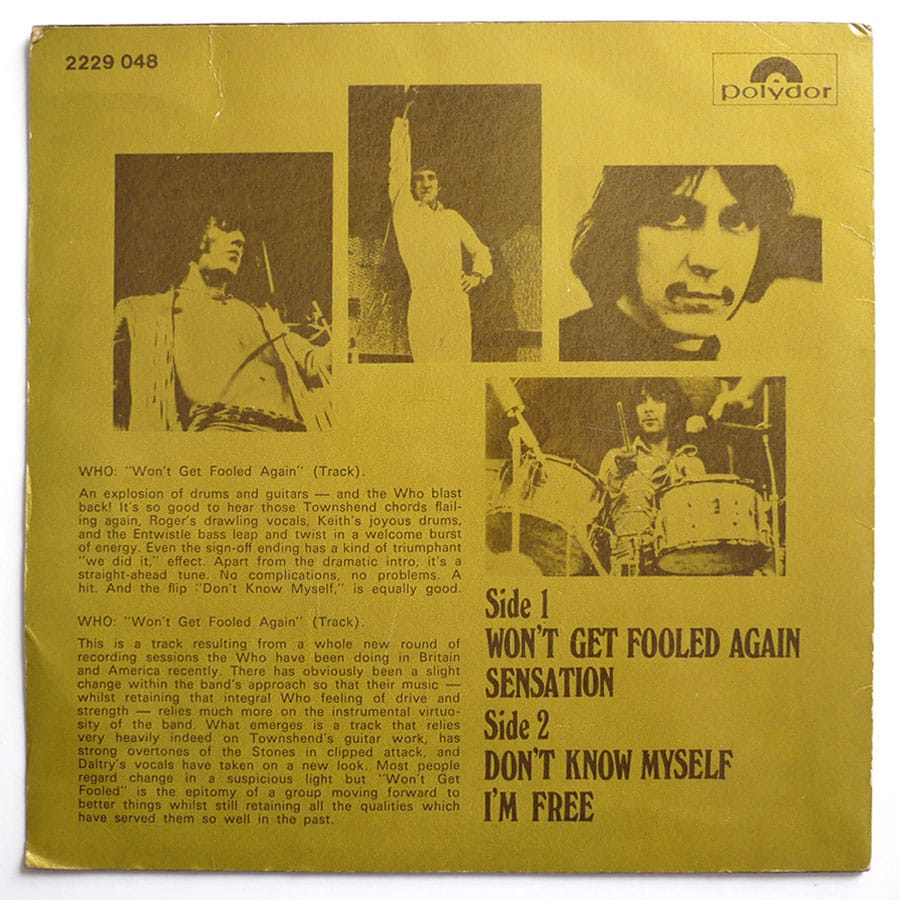 2229 048
polydor
WHO: "Won't Get Fooled Again" (Track).
An explosion of drums and guitars — and the Who blast
back! It's so good to hear those Townshend chords flail-
ing again, Roger's drawling vocals, Keith's joyous drums,
and the Entwistle bass leap and twist in a welcome burst
of energy. Even the sign-off ending has a kind of triumphant
"we did it," effect. Apart from the dramatic intro, it's a
straight-ahead tune. No complications, no problems. A
hit. And the flip "Don't Know Myself," is equally good.
WHO: "Won't Get Fooled Again" (Track).
This is a track resulting from a whole new round of
recording sessions the Who have been doing in Britain
and America recently. There has obviously been a slight
change within the band's approach so that their music —
whilst retaining that integral Who feeling of drive and
strength — relies much more on the instrumental virtuo-
sity of the band. What emerges is a track that relies
very heavily indeed on Townshend's guitar work, has
strong overtones of the Stones in clipped attack, and
Daltry's vocals have taken on a new look. Most people
regard change in a suspicious light but "Won't Get
Fooled" is the epitomy of a group moving forward to
better things whilst still retaining all the qualities which
have served them so well in the past.
Side 1
WON'T GET FOOLED AGAIN
SENSATION
Side 2
DON'T KNOW MYSELF
I'M FREE